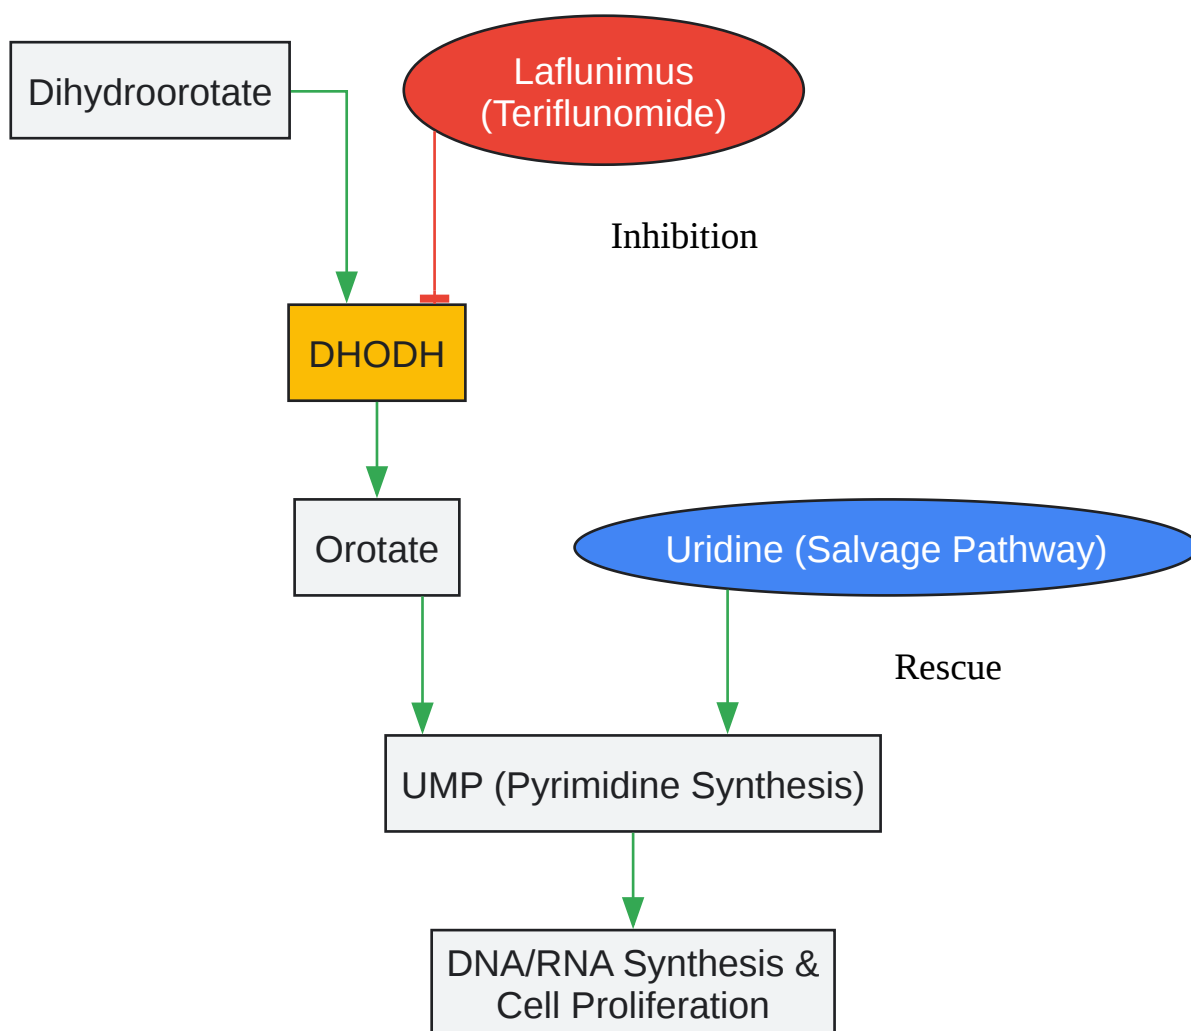 Dihydroorotate
Laflunimus
(Teriflunomide)
Inhibition
DHODH
Orotate
Uridine (Salvage Pathway)
Rescue
UMP (Pyrimidine Synthesis)
DNA/RNA Synthesis &
Cell Proliferation